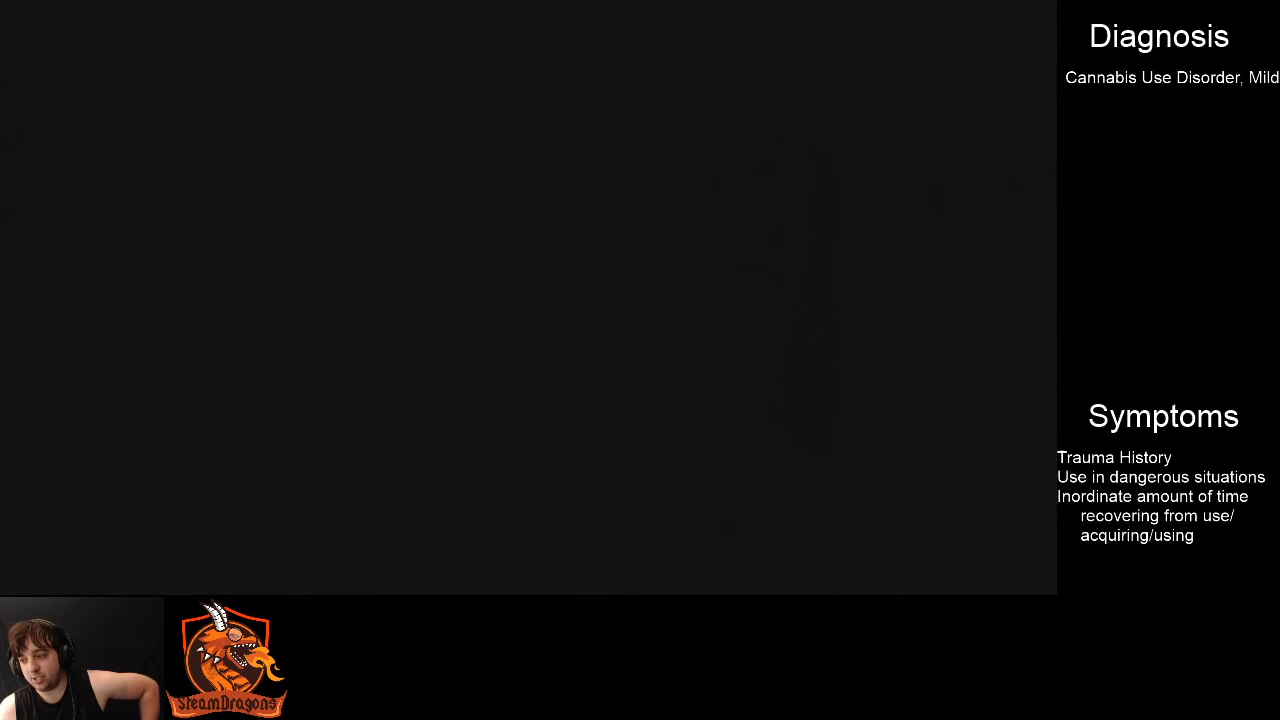 Diagnosis
Cannabis Use Disorder, Mild
Symptoms
Trauma History
Use in dangerous situations
Inordinate amount of time
recovering from use/
acquiring/using
SteamDragons